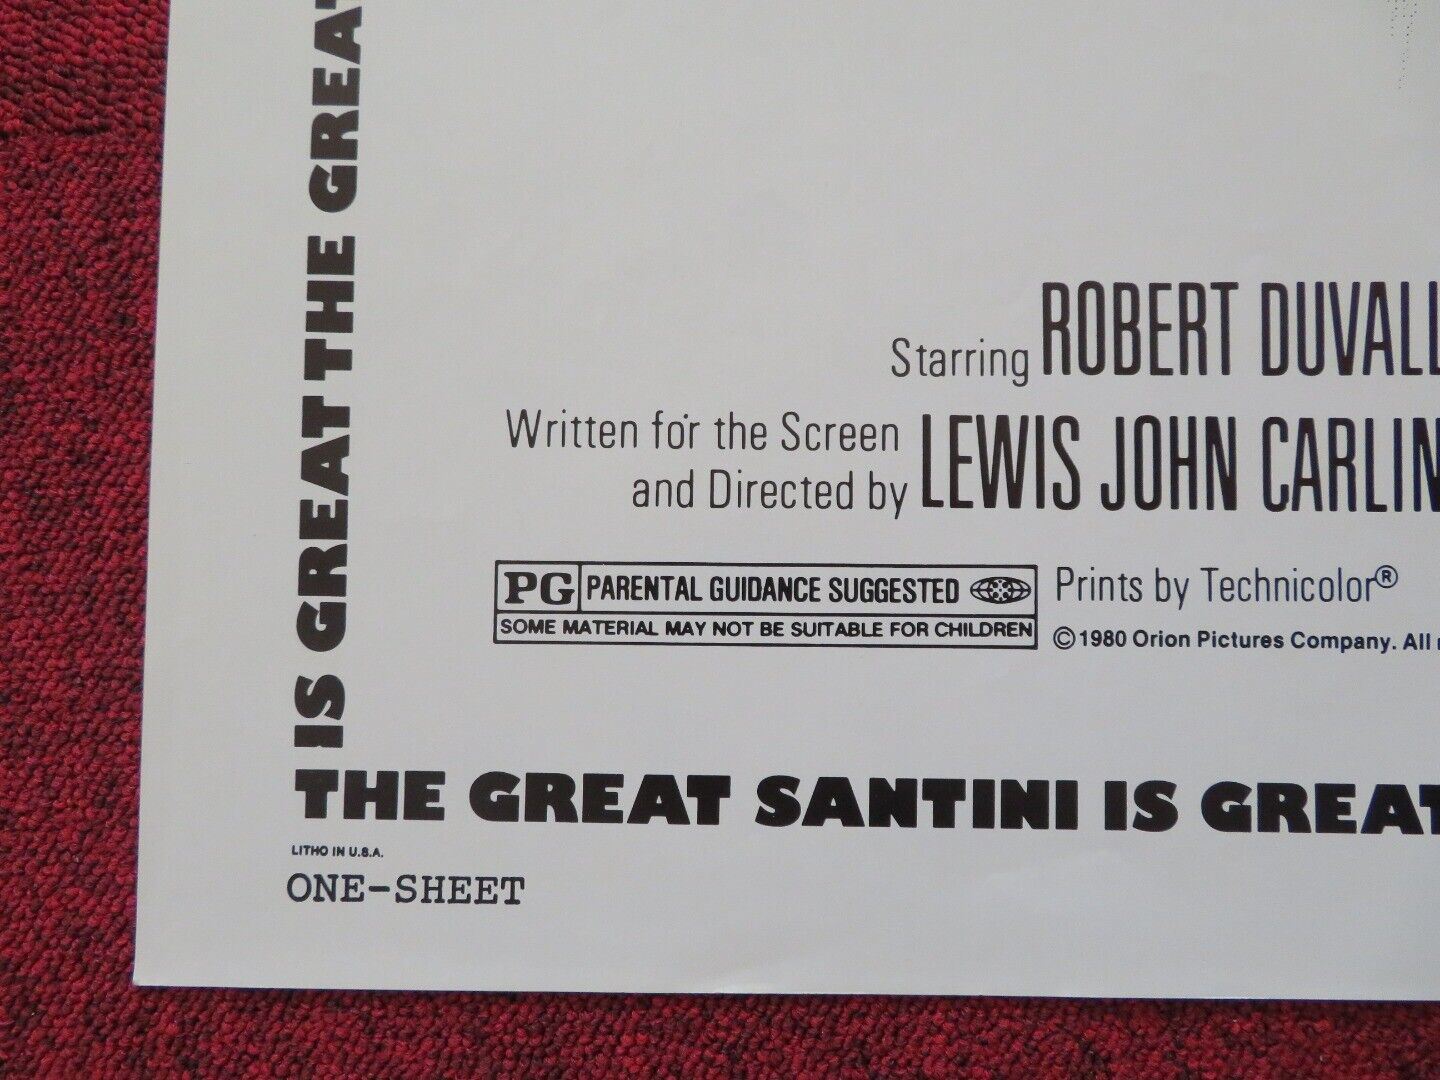 IS GREAT THE GREAT
Starring ROBERT DUVALL
Written for the Screen
and Directed by LEWIS JOHN CARLIN
PG PARENTAL GUIDANCE SUGGESTED
SOME MATERIAL MAY NOT BE SUITABLE FOR CHILDREN
Prints by Technicolor®
©1980 Orion Pictures Company. All
THE GREAT SANTINI IS GREAT
LITHO IN U.S.A.
ONE-SHEET